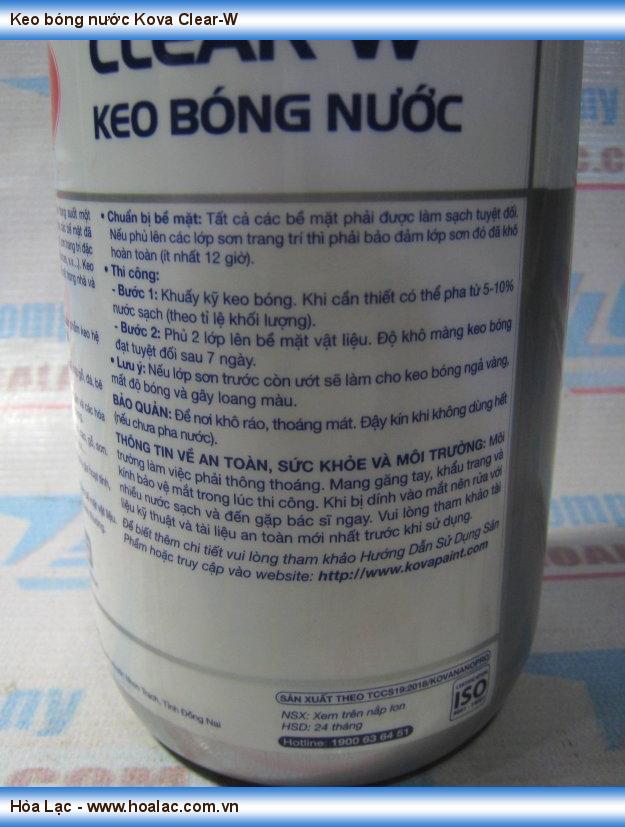 Keo bóng nước Kova Clear-W
CLEAR-W
KEO BÓNG NƯỚC
• Chuẩn bị bề mặt: Tất cả các bề mặt phải được làm sạch tuyệt đối.
Nếu phủ lên các lớp sơn trang trí thì phải bảo đảm lớp sơn đó đã khô
hoàn toàn (ít nhất 12 giờ).
• Thi công:
- Bước 1: Khuấy kỹ keo bóng. Khi cần thiết có thể pha từ 5-10%
nước sạch (theo tỉ lệ khối lượng).
- Bước 2: Phủ 2 lớp lên bề mặt vật liệu. Độ khô màng keo bóng
đạt tuyệt đối sau 7 ngày.
• Lưu ý: Nếu lớp sơn trước còn ướt sẽ làm cho keo bóng ngả vàng,
mất độ bóng và gây loang màu.
BẢO QUẢN: Để nơi khô ráo, thoáng mát. Đậy kín khi không dùng hết
(nếu chưa pha nước).
THÔNG TIN VỀ AN TOÀN, SỨC KHỎE VÀ MÔI TRƯỜNG: Môi
trường làm việc phải thông thoáng. Mang găng tay, khẩu trang và
kính bảo vệ mắt trong lúc thi công. Khi bị dính vào mắt nên rửa với
nhiều nước sạch và đến gặp bác sĩ ngay. Vui lòng tham khảo tài
liệu kỹ thuật và tài liệu an toàn mới nhất trước khi sử dụng.
Để biết thêm chi tiết vui lòng tham khảo Hướng Dẫn Sử Dụng Sản
Phẩm hoặc truy cập vào website: http://www.kovapaint.com
Nhơn Trạch, Tỉnh Đồng Nai
SẢN XUẤT THEO TCCS19:2018/KOVANANOPRO
NSX: Xem trên nắp lon
HSD: 24 tháng
Hotline: 1900 63 64 51
CERTIFICATION
ISO
Hòa Lạc - www.hoalac.com.vn